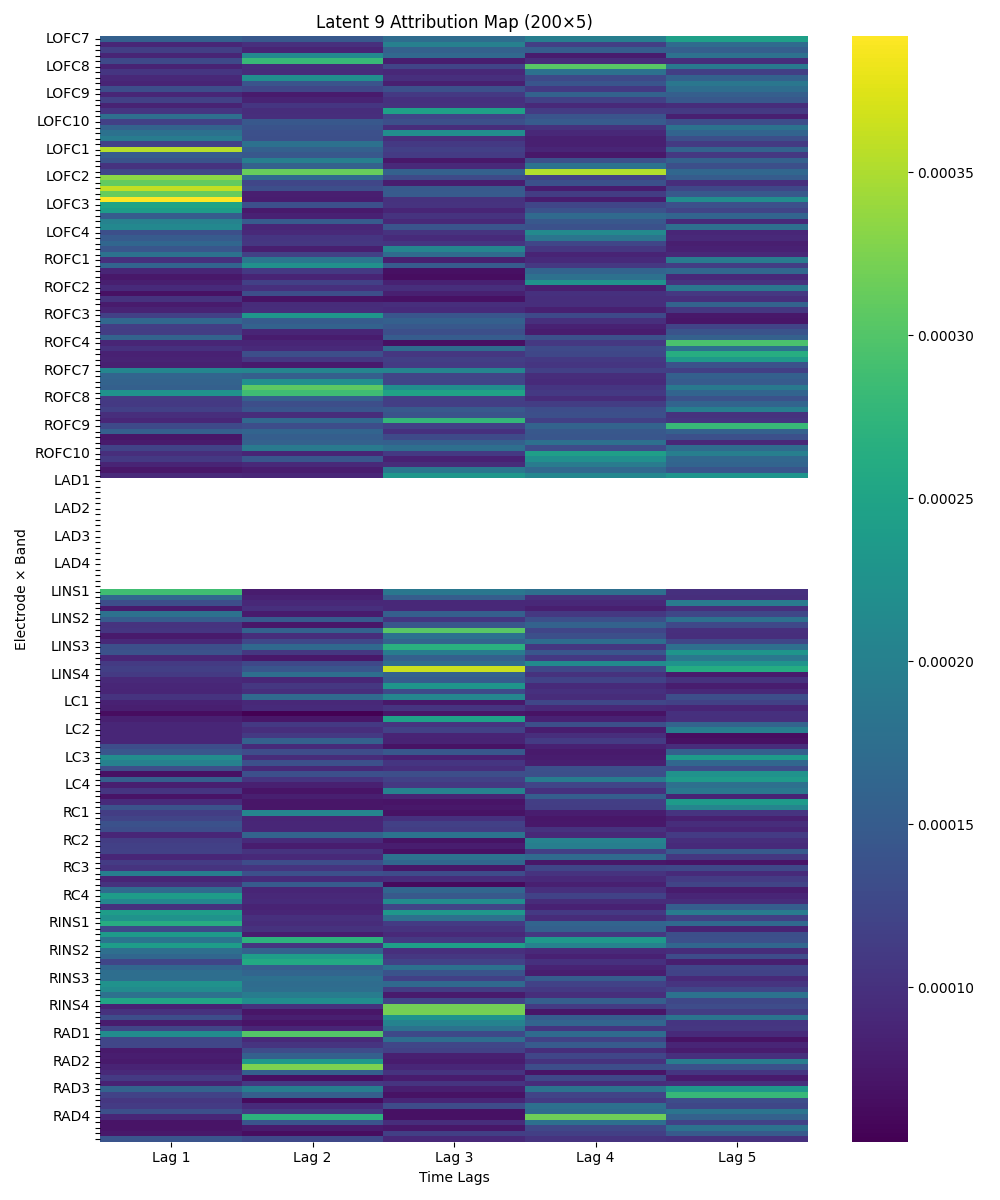 Latent 9 Attribution Map (200×5)
LOFC7
LOFC8
LOFC9
LOFC10
LOFC1
LOFC2
LOFC3
LOFC4
ROFC1
ROFC2
ROFC3
ROFC4
ROFC7
ROFC8
ROFC9
ROFC10
LAD1
LAD2
LAD3
LAD4
LINS1
LINS2
LINS3
LINS4
LC1
LC2
LC3
LC4
RC1
RC2
RC3
RC4
RINS1
RINS2
RINS3
RINS4
RAD1
RAD2
RAD3
RAD4
Electrode × Band
Lag 1 Lag 2 Lag 3 Lag 4 Lag 5
Time Lags
0.00035
0.00030
0.00025
0.00020
0.00015
0.00010